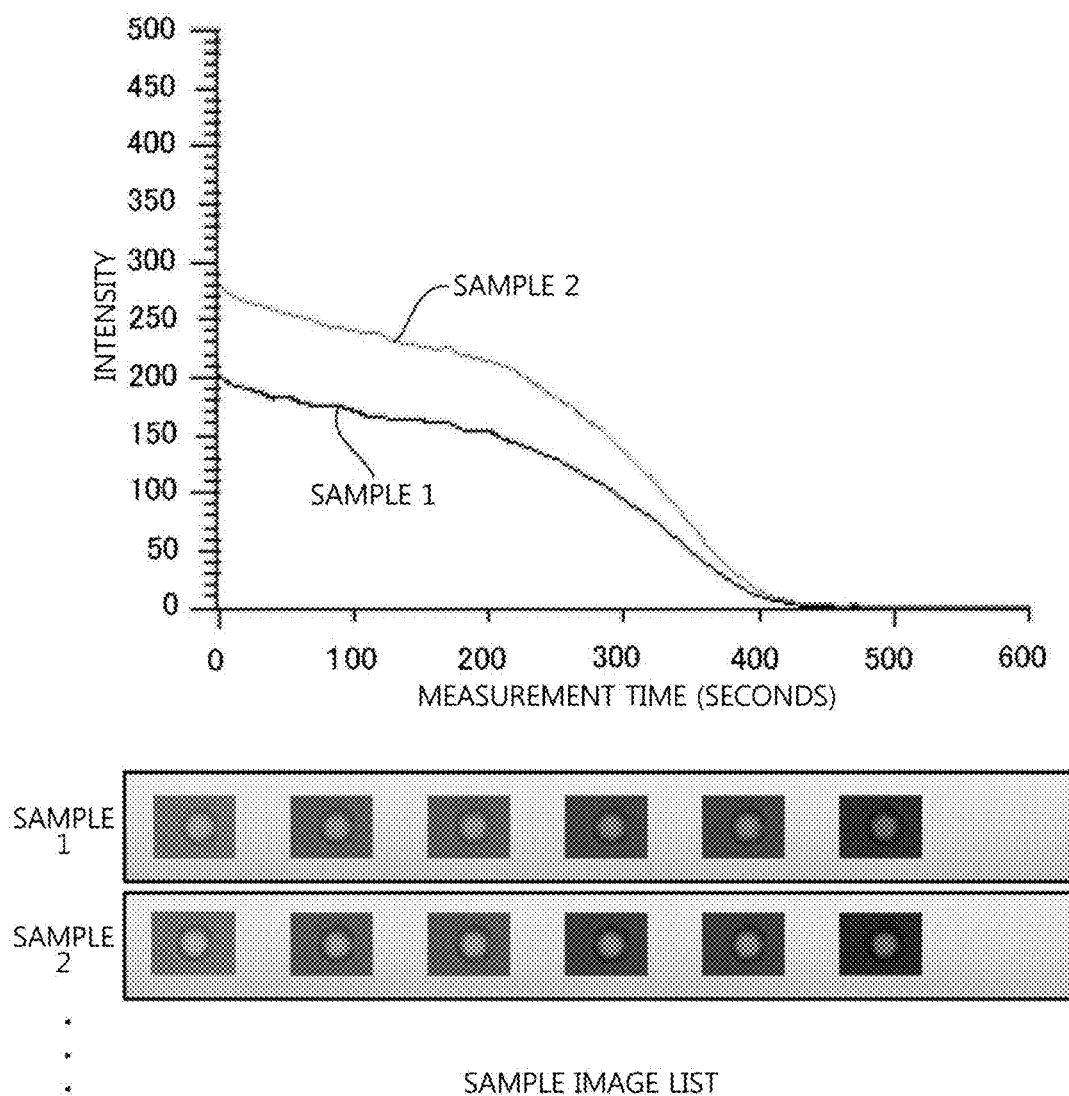 500
450
400
350
300
250
200
150
100
50
0
INTENSITY
SAMPLE 2
SAMPLE 1
0 100 200 300 400 500 600
MEASUREMENT TIME (SECONDS)
SAMPLE
1
SAMPLE
2
SAMPLE IMAGE LIST